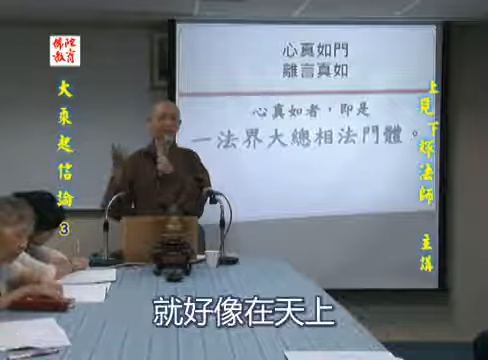 佛陀
教育
大乘起信論
3
心真如門
離言真如
心真如者，即是
一法界大總相法門體。
上見下輝法師 主講
就好像在天上